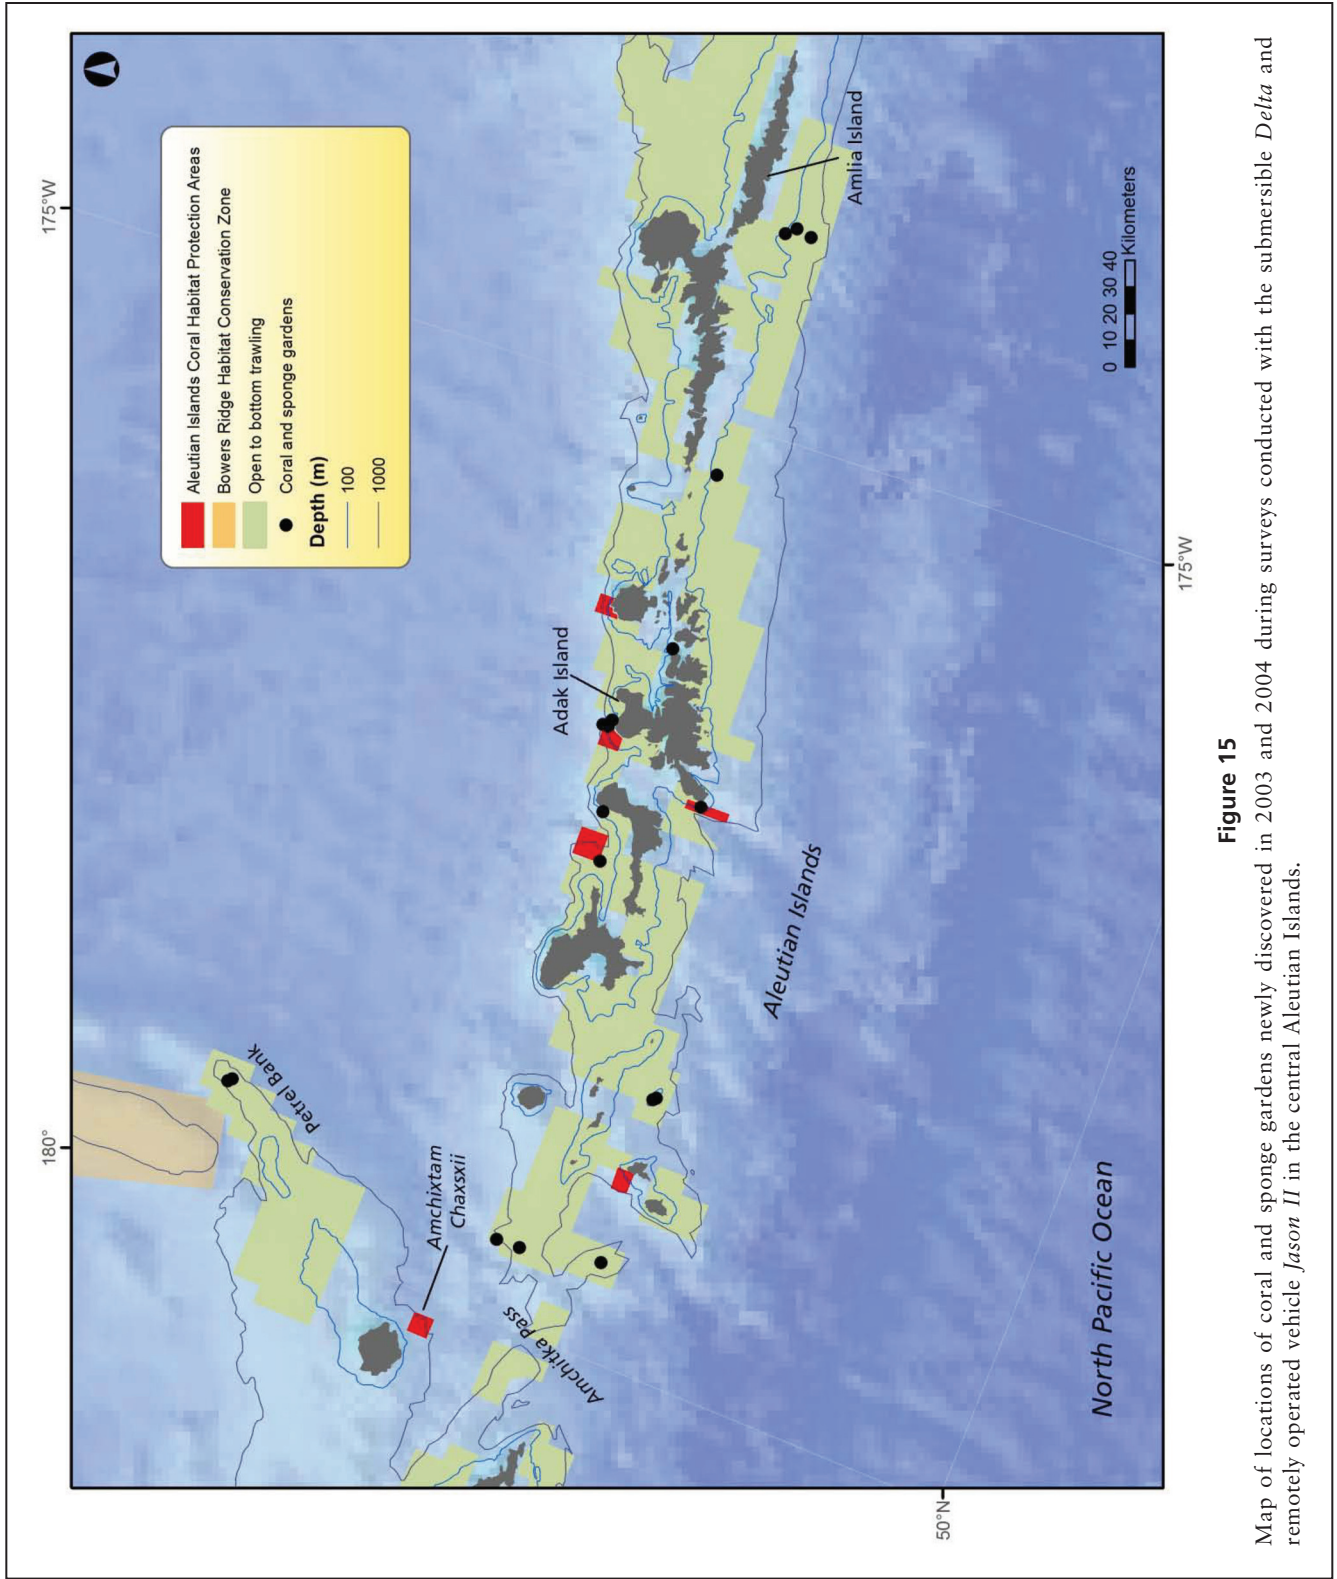 175°W
180°
Aleutian Islands Coral Habitat Protection Areas
Bowers Ridge Habitat Conservation Zone
Open to bottom trawling
Coral and sponge gardens
Depth (m)
100
1000
Petrel Bank
Amchixtam
Chaxsxii
Amchitka Pass
Adak Island
Amlia Island
Aleutian Islands
North Pacific Ocean
0 10 20 30 40
Kilometers
50°N
175°W
Figure 15
Map of locations of coral and sponge gardens newly discovered in 2003 and 2004 during surveys conducted with the submersible Delta and
remotely operated vehicle Jason II in the central Aleutian Islands.